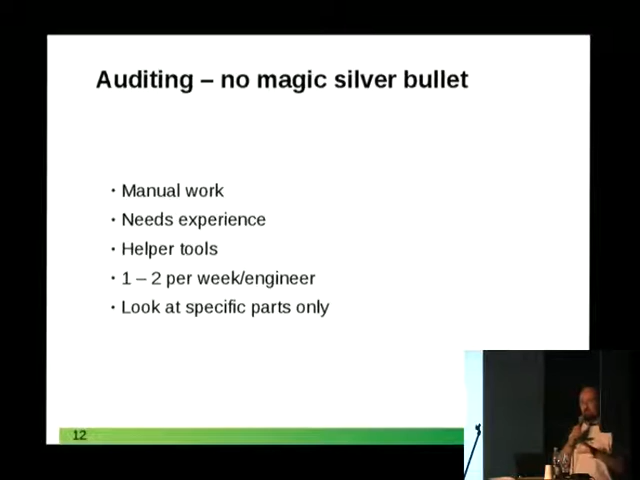 Auditing – no magic silver bullet
· Manual work
· Needs experience
· Helper tools
· 1 – 2 per week/engineer
· Look at specific parts only
12